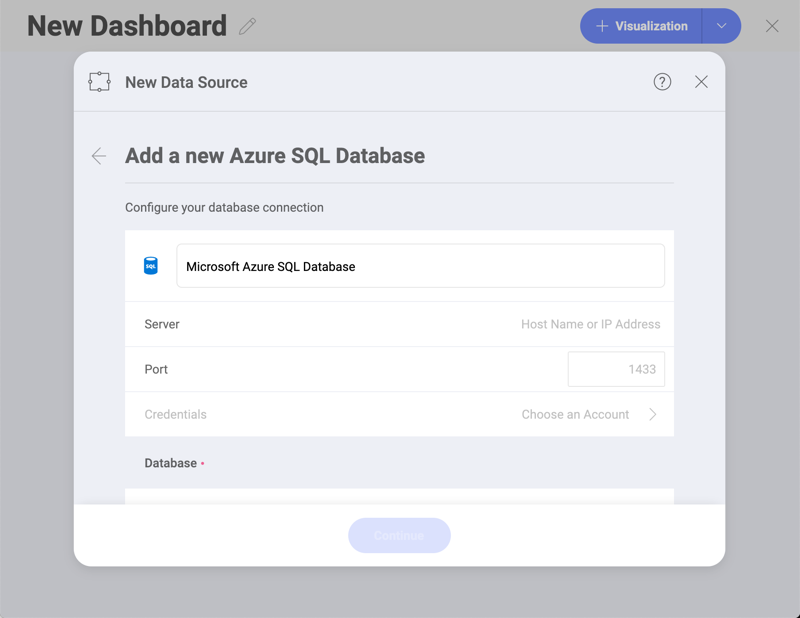 New Dashboard
+ Visualization
New Data Source
?
Add a new Azure SQL Database
Configure your database connection
SQL
Microsoft Azure SQL Database
Server
Host Name or IP Address
Port
1433
Credentials
Choose an Account
Database •
Continue